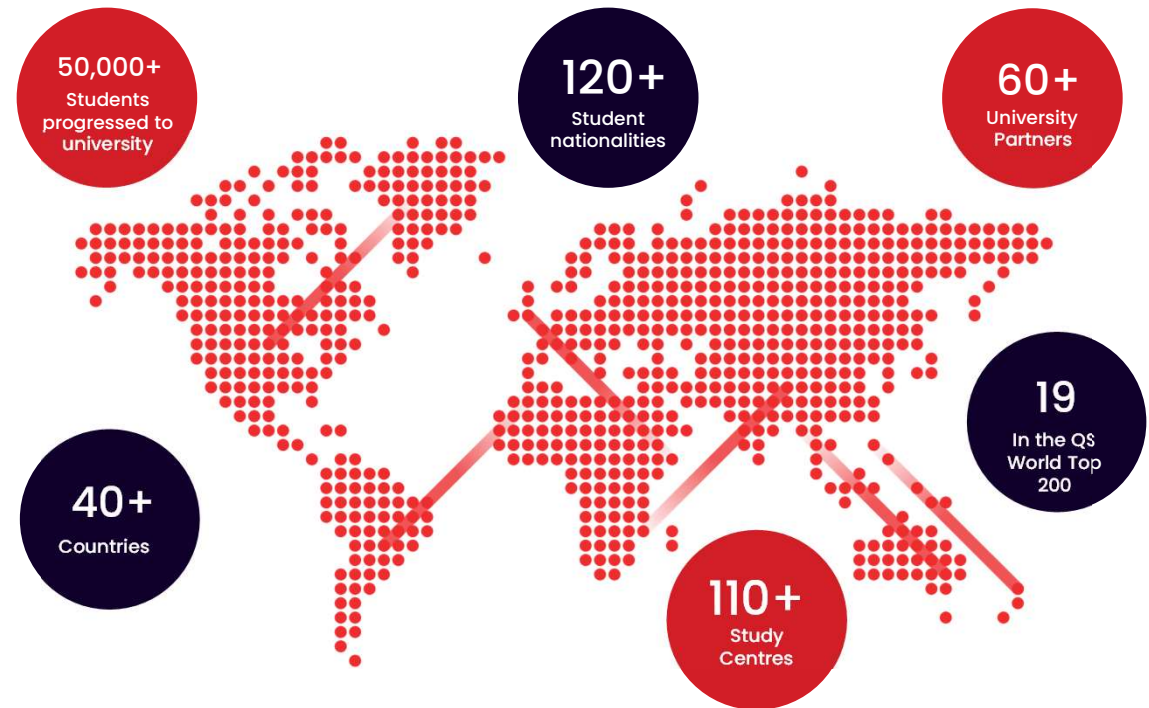 50,000+
Students
progressed to
university
120+
Student
nationalities
60+
University
Partners
19
In the QS
World Top
200
40+
Countries
110+
Study
Centres